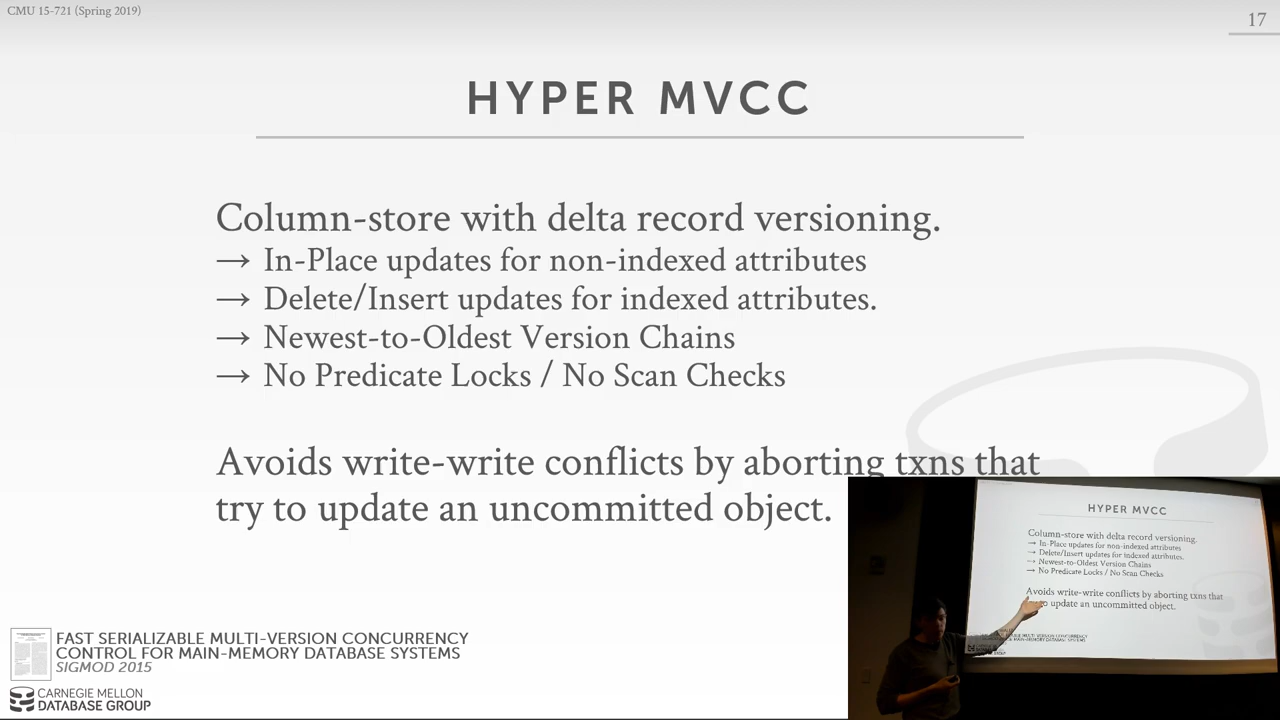 CMU 15-721 (Spring 2019)
17
HYPER MVCC
Column-store with delta record versioning.
→ In-Place updates for non-indexed attributes
→ Delete/Insert updates for indexed attributes.
→ Newest-to-Oldest Version Chains
→ No Predicate Locks / No Scan Checks
Avoids write-write conflicts by aborting txns that
try to update an uncommitted object.
FAST SERIALIZABLE MULTI-VERSION CONCURRENCY
CONTROL FOR MAIN-MEMORY DATABASE SYSTEMS
SIGMOD 2015
CARNEGIE MELLON
DATABASE GROUP
HYPER MVCC
Column-store with delta record versioning.
→ In-Place updates for non-indexed attributes
→ Delete/Insert updates for indexed attributes.
→ Newest-to-Oldest Version Chains
→ No Predicate Locks / No Scan Checks
Avoids write-write conflicts by aborting txns that
to update an uncommitted object.